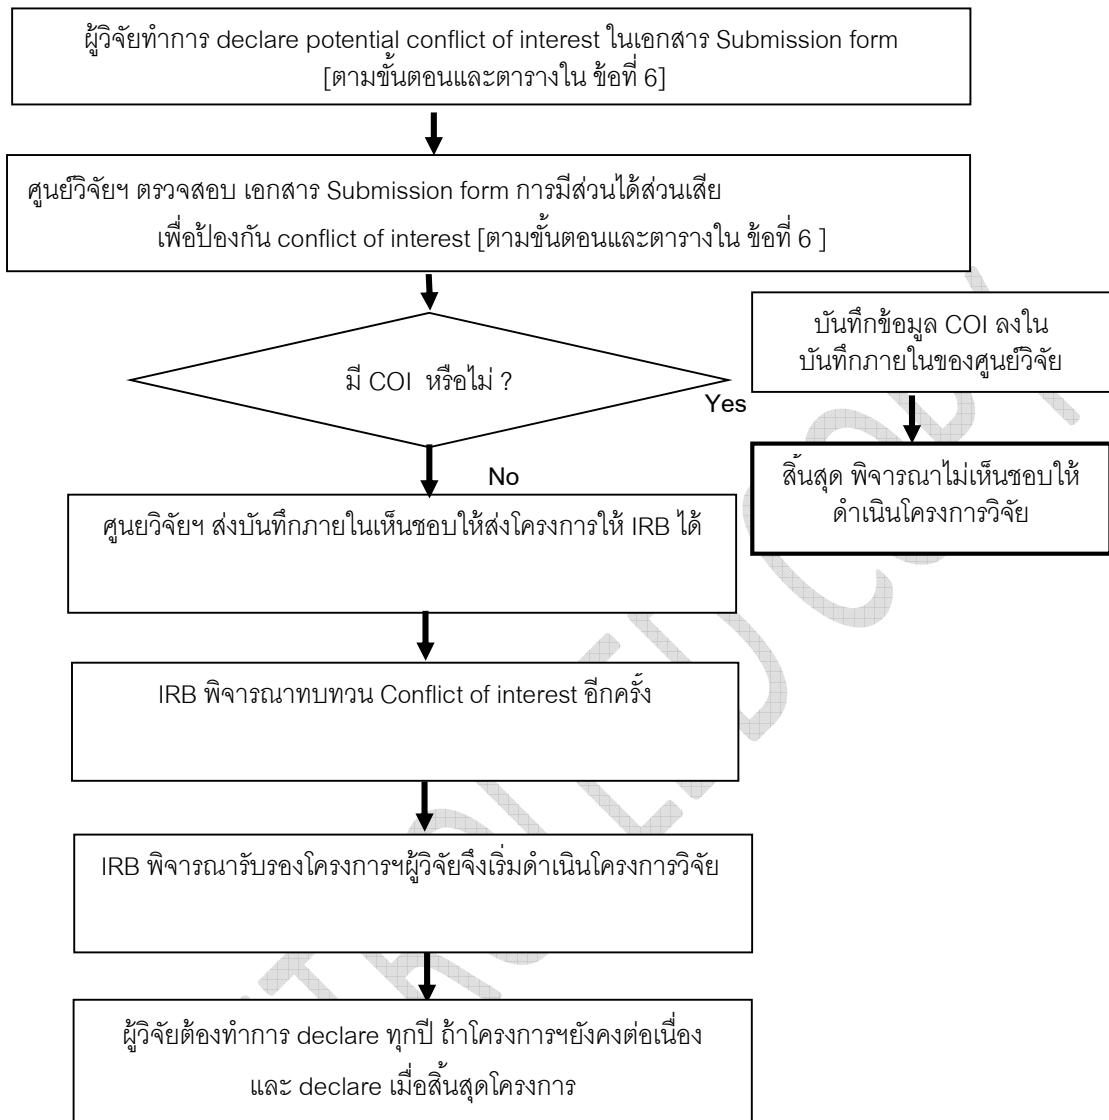 ผู้วิจัยทำการ declare potential conflict of interest ในเอกสาร Submission form
[ตามขั้นตอนและตารางใน ข้อที่ 6]
ศูนย์วิจัยฯ ตรวจสอบ เอกสาร Submission form การมีส่วนได้ส่วนเสีย
เพื่อป้องกัน conflict of interest [ตามขั้นตอนและตารางใน ข้อที่ 6 ]
มี COI หรือไม่ ?
Yes
บันทึกข้อมูล COI ลงใน
บันทึกภายในของศูนย์วิจัย
สิ้นสุด พิจารณาไม่เห็นชอบให้
ดำเนินโครงการวิจัย
No
ศูนยวิจัยฯ ส่งบันทึกภายในเห็นชอบให้ส่งโครงการให้ IRB ได้
IRB พิจารณาทบทวน Conflict of interest อีกครั้ง
IRB พิจารณารับรองโครงการฯผู้วิจัยจึงเริ่มดำเนินโครงการวิจัย
ผู้วิจัยต้องทำการ declare ทุกปี ถ้าโครงการฯยังคงต่อเนื่อง
และ declare เมื่อสิ้นสุดโครงการ